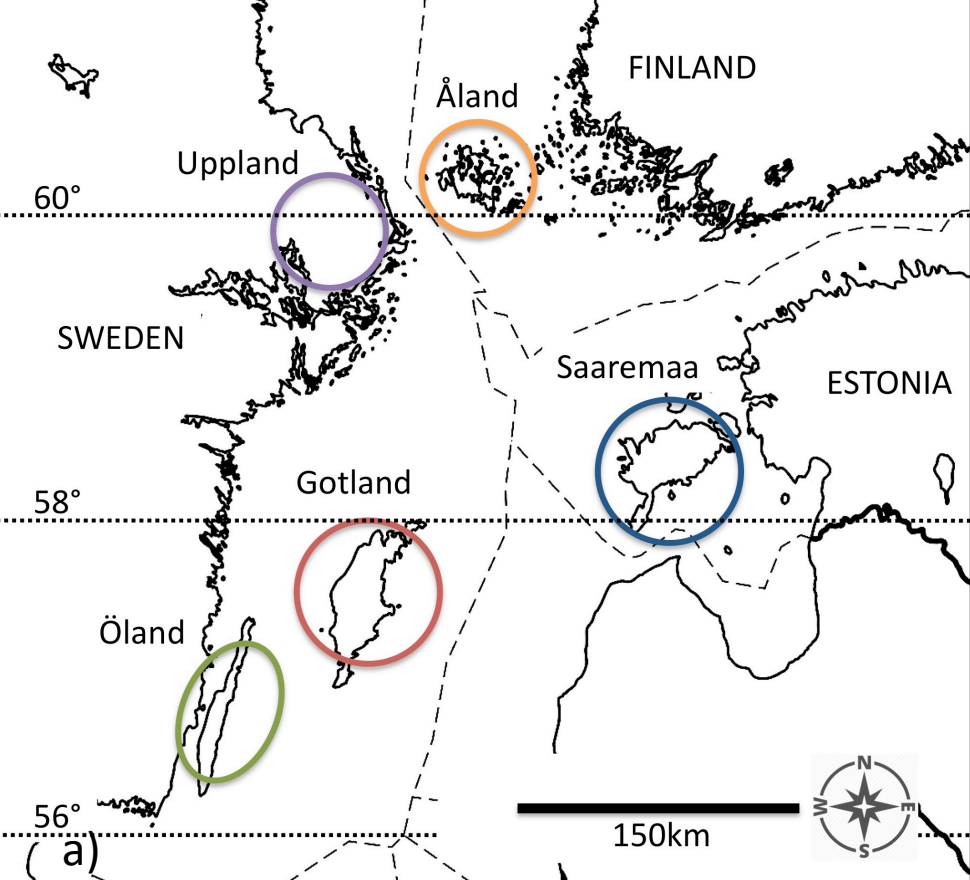 FINLAND
Åland
Uppland
60°
SWEDEN
Saaremaa
ESTONIA
Gotland
58°
Öland
N
W
E
S
56°
150km
a)